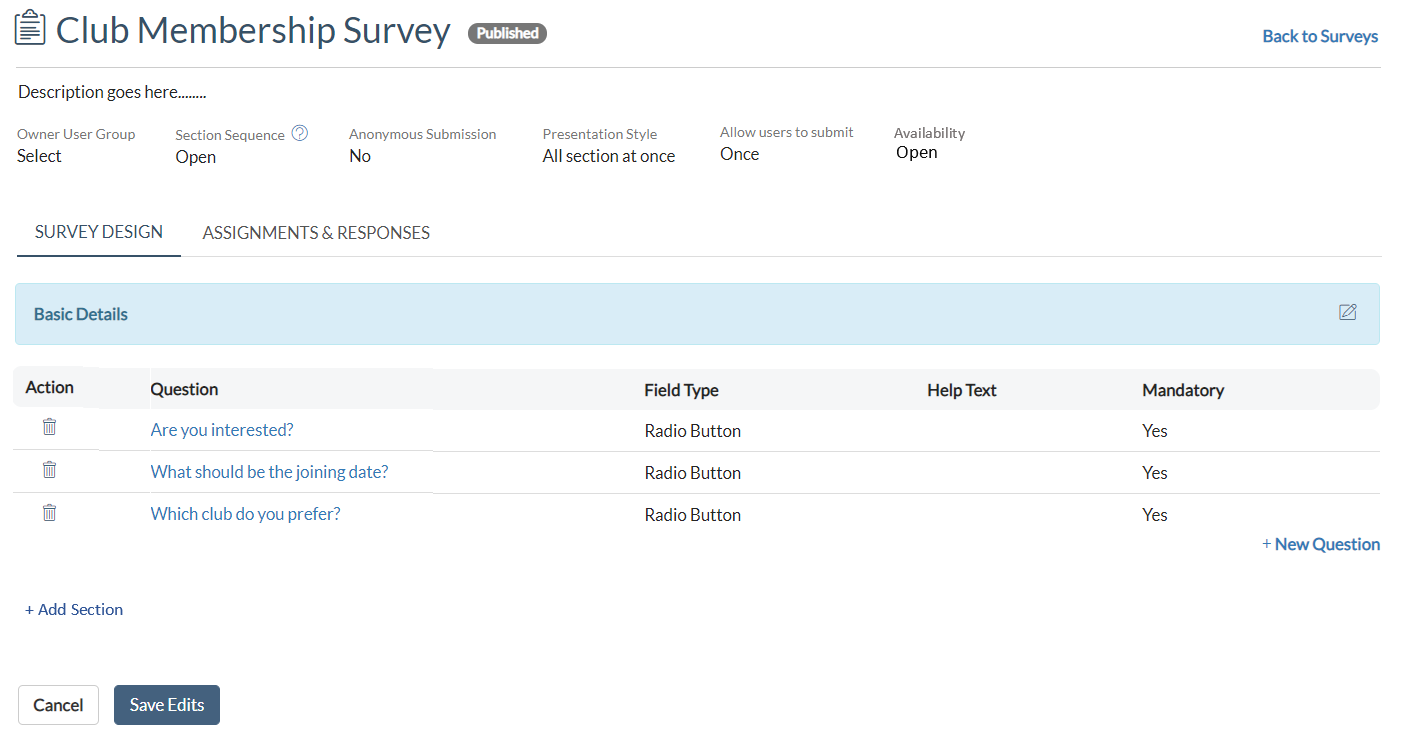 Club Membership Survey Published
Back to Surveys
Description goes here........
Owner User Group Section Sequence ? Anonymous Submission Presentation Style Allow users to submit Availability
Select Open No All section at once Once Open
SURVEY DESIGN ASSIGNMENTS & RESPONSES
Basic Details
Action Question Field Type Help Text Mandatory
Are you interested? Radio Button Yes
What should be the joining date? Radio Button Yes
Which club do you prefer? Radio Button Yes
+ New Question
+ Add Section
Cancel Save Edits